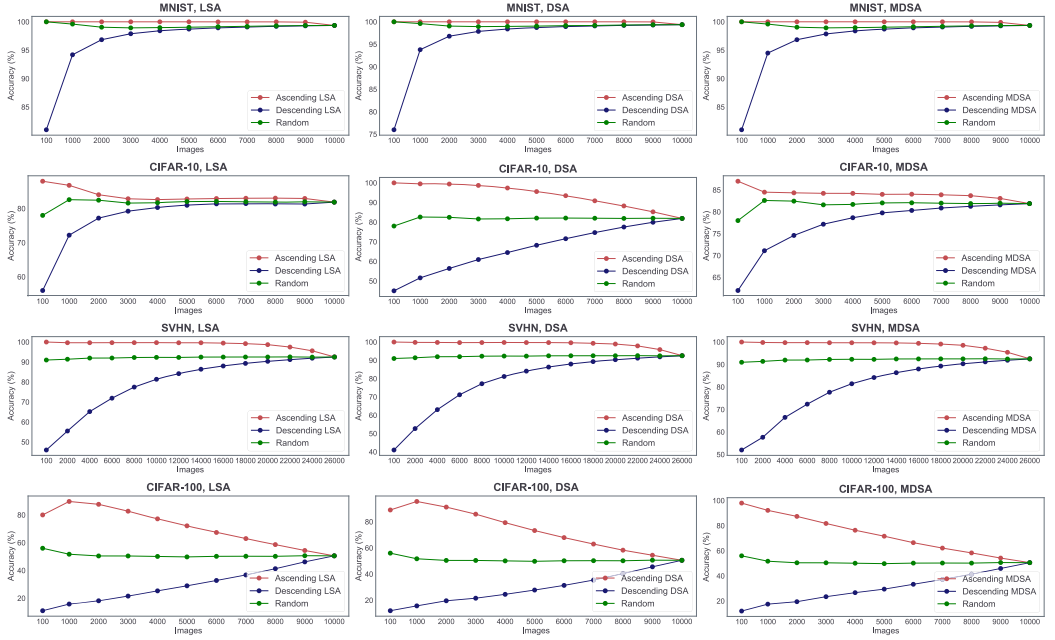 MNIST, LSA
Accuracy (%)
100
95
90
85
Ascending LSA
Descending LSA
Random
100 1000 2000 3000 4000 5000 6000 7000 8000 9000 10000
Images
MNIST, DSA
Accuracy (%)
100
95
90
85
80
75
Ascending DSA
Descending DSA
Random
100 1000 2000 3000 4000 5000 6000 7000 8000 9000 10000
Images
MNIST, MDSA
Accuracy (%)
100
95
90
85
Ascending MDSA
Descending MDSA
Random
100 1000 2000 3000 4000 5000 6000 7000 8000 9000 10000
Images
CIFAR-10, LSA
Accuracy (%)
80
70
60
Ascending LSA
Descending LSA
Random
100 1000 2000 3000 4000 5000 6000 7000 8000 9000 10000
Images
CIFAR-10, DSA
Accuracy (%)
100
90
80
70
60
50
Ascending DSA
Descending DSA
Random
100 1000 2000 3000 4000 5000 6000 7000 8000 9000 10000
Images
CIFAR-10, MDSA
Accuracy (%)
85
80
75
70
65
Ascending MDSA
Descending MDSA
Random
100 1000 2000 3000 4000 5000 6000 7000 8000 9000 10000
Images
SVHN, LSA
Accuracy (%)
100
90
80
70
60
50
Ascending LSA
Descending LSA
Random
100 2000 4000 6000 8000 10000 12000 14000 16000 18000 20000 22000 24000 26000
Images
SVHN, DSA
Accuracy (%)
100
90
80
70
60
50
40
Ascending DSA
Descending DSA
Random
100 2000 4000 6000 8000 10000 12000 14000 16000 18000 20000 22000 24000 26000
Images
SVHN, MDSA
Accuracy (%)
100
90
80
70
60
50
Ascending MDSA
Descending MDSA
Random
100 2000 4000 6000 8000 10000 12000 14000 16000 18000 20000 22000 24000 26000
Images
CIFAR-100, LSA
Accuracy (%)
80
60
40
20
Ascending LSA
Descending LSA
Random
100 1000 2000 3000 4000 5000 6000 7000 8000 9000 10000
Images
CIFAR-100, DSA
Accuracy (%)
80
60
40
20
Ascending DSA
Descending DSA
Random
100 1000 2000 3000 4000 5000 6000 7000 8000 9000 10000
Images
CIFAR-100, MDSA
Accuracy (%)
100
80
60
40
20
Ascending MDSA
Descending MDSA
Random
100 1000 2000 3000 4000 5000 6000 7000 8000 9000 10000
Images